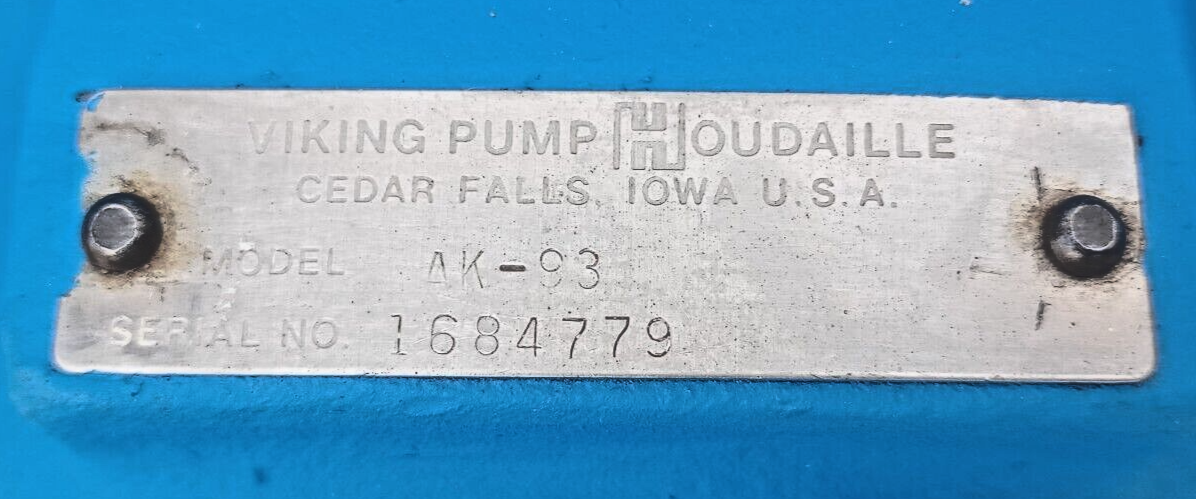 VIKING PUMP HOUDAILLE
CEDAR FALLS, IOWA U.S.A.
MODEL AK-93
SERIAL NO. 1684779